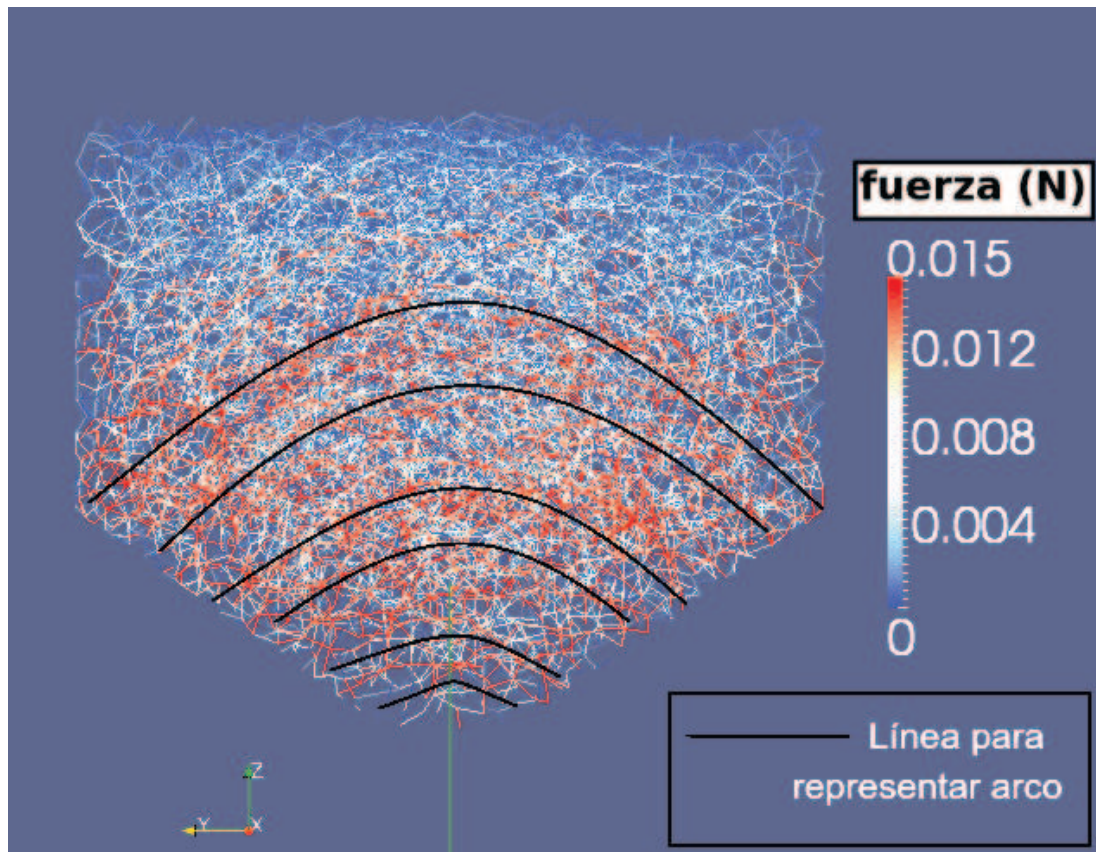 fuerza (N)
0.015
0.012
0.008
0.004
0
Línea para
representar arco
Z
Y
X